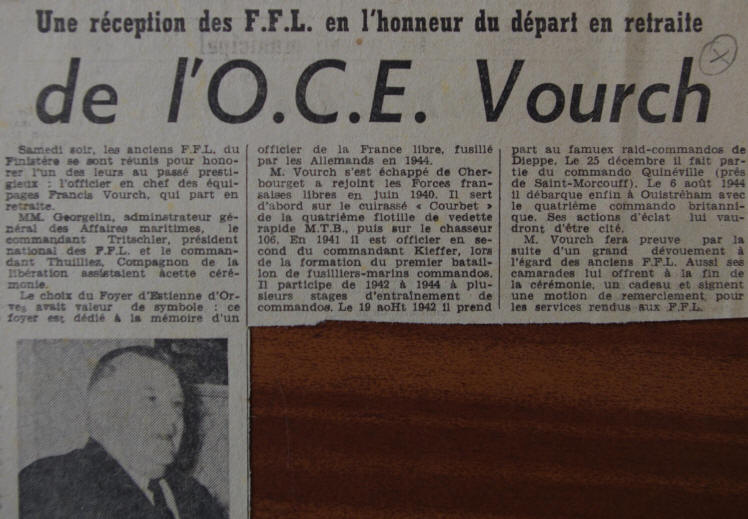 Une réception des F.F.L. en l'honneur du départ en retraite
de l'O.C.E. Vourch
Samedi soir, les anciens F.F.L. du
Finistère se sont réunis pour hono-
rer l'un des leurs au passé presti-
gieux : l'officier en chef des équi-
pages Francis Vourch, qui part en
retraite.
MM. Georgelin, adminstrateur gé-
néral des Affaires maritimes, le
commandant Tritschler, président
national des F.F.L. et le comman-
dant Thuilliez, Compagnon de la
libération assistaient àcette céré-
monie.
Le choix du Foyer d'Estienne d'Or-
ves avait valeur de symbole : ce
foyer est dédié à la mémoire d'un
officier de la France libre, fusillé
par les Allemands en 1944.
M. Vourch s'est échappé de Cher-
bourget a rejoint les Forces fran-
saises libres en juin 1940. Il sert
d'abord sur le cuirassé « Courbet »
de la quatrième flotille de vedette
rapide M.T.B., puis sur le chasseur
106. En 1941 il est officier en se-
cond du commandant Kieffer, lors
de la formation du premier batail-
lon de fusilliers-marins commandos.
Il participe de 1942 à 1944 à plu-
sieurs stages d'entraînement de
commandos. Le 19 aoHt 1942 il prend
part au famuex raid-commandos de
Dieppe. Le 25 décembre il fait par-
tie du commando Quinéville (près
de Saint-Morcouff). Le 6 août 1944
il débarque enfin à Ouistréham avec
le quatrième commando britanni-
que. Ses actions d'éclat lui vau-
dront d'être cité.
M. Vourch fera preuve par la
suite d'un grand dévouement à
l'égard des anciens F.F.L. Aussi ses
camarades lui offrent à la fin de
la cérémonie, un cadeau et signent
une motion de remerciement pour
les services rendus aux F.F.L.